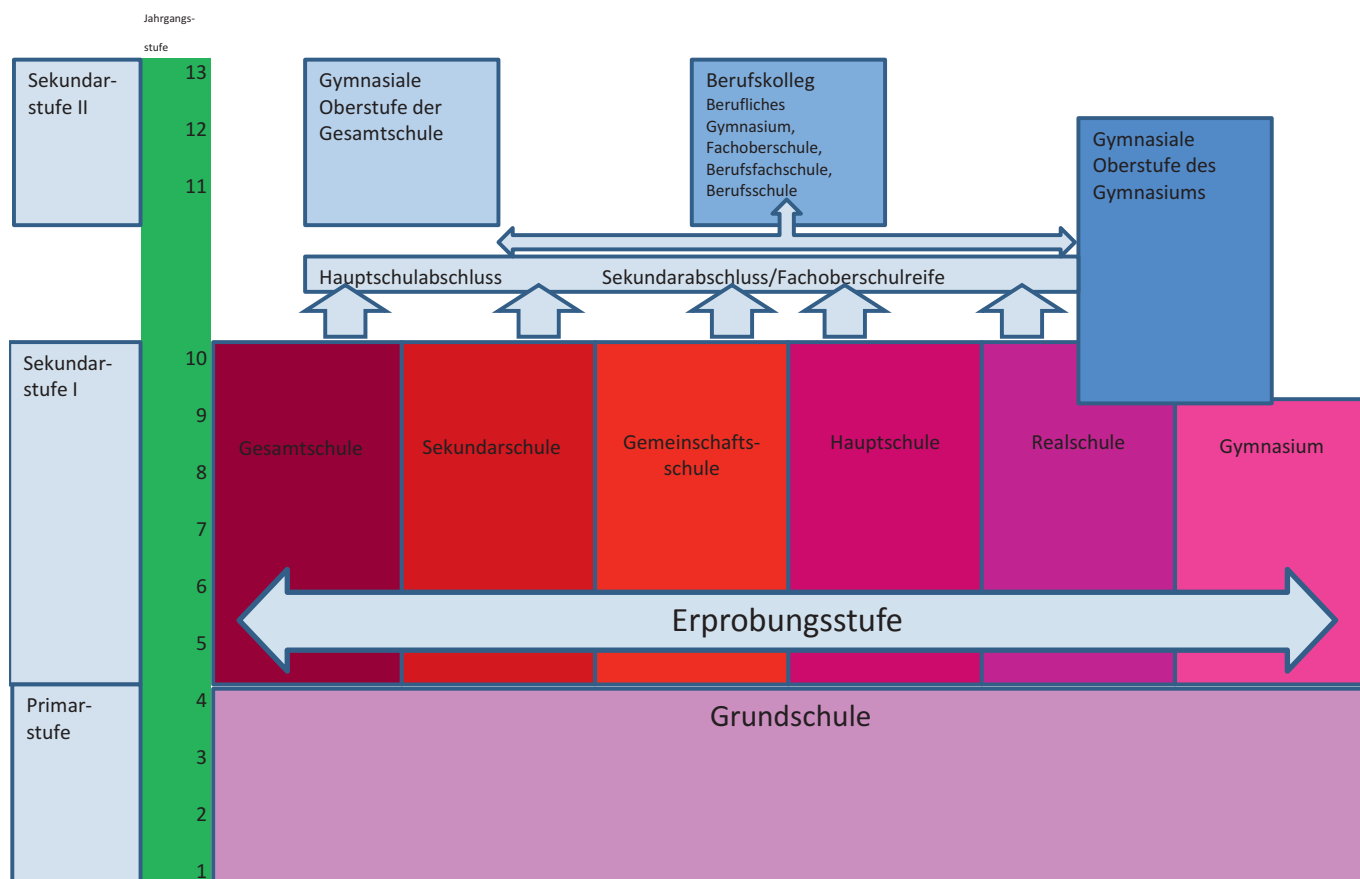 Jahrgangs-
stufe
Sekundar-
stufe II
13
12
11
Gymnasiale
Oberstufe der
Gesamtschule
Berufskolleg
Berufliches
Gymnasium,
Fachoberschule,
Berufsfachschule,
Berufsschule
Gymnasiale
Oberstufe des
Gymnasiums
Hauptschulabschluss
Sekundarabschluss/Fachoberschulreife
Sekundar-
stufe I
10
9
8
7
6
5
Gesamtschule
Sekundarschule
Gemeinschafts-
schule
Hauptschule
Realschule
Gymnasium
Erprobungsstufe
Primar-
stufe
4
3
2
1
Grundschule